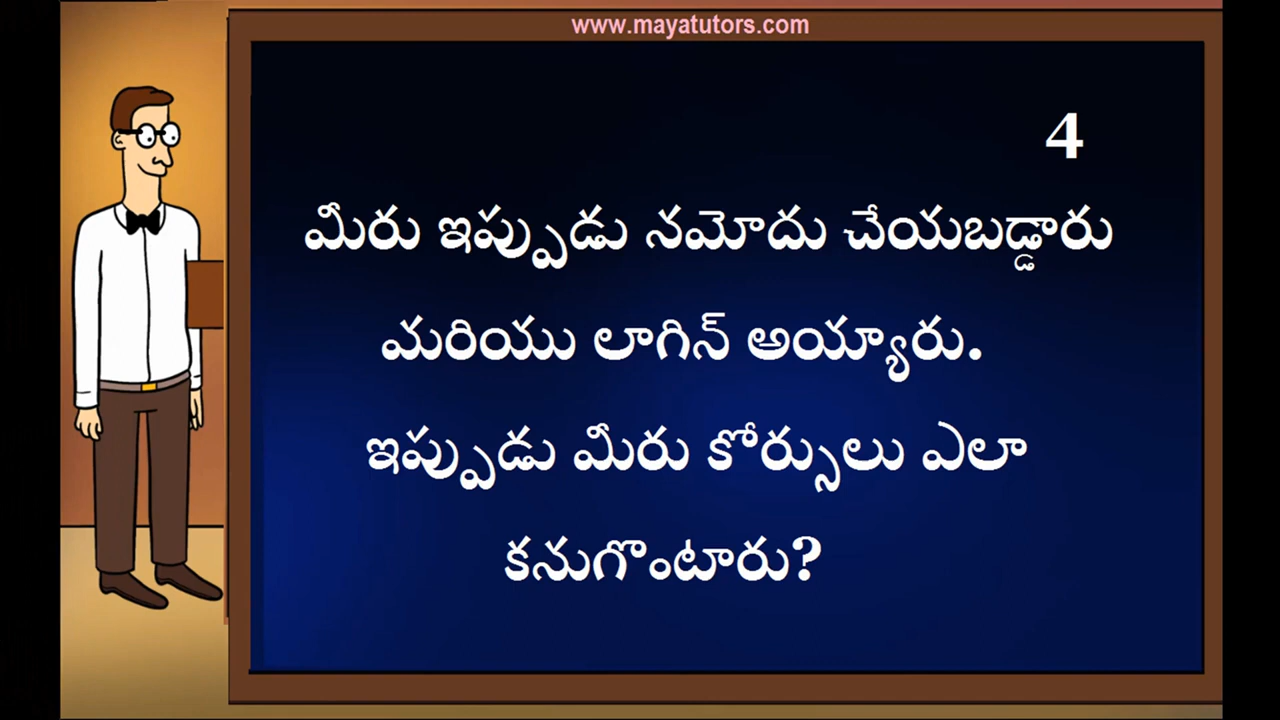 www.mayatutors.com
4
మీరు ఇప్పుడు నమోదు చేయబడ్డారు
మరియు లాగిన్ అయ్యారు.
ఇప్పుడు మీరు కోర్సులు ఎలా
కనుగొంటారు?